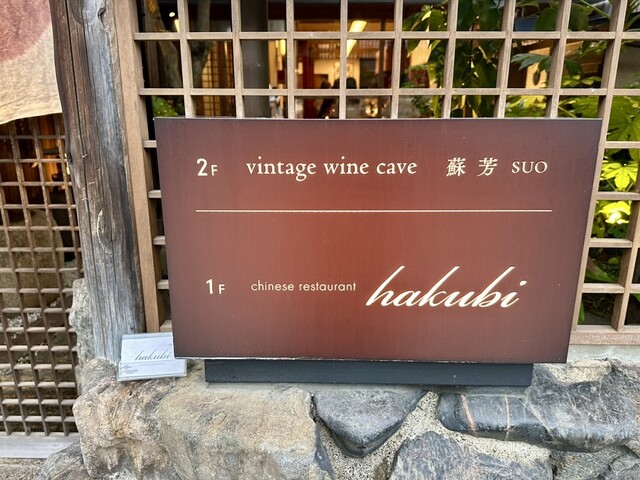 2F vintage wine cave 蘇芳 SUO
1F chinese restaurant hakubi
hakubi